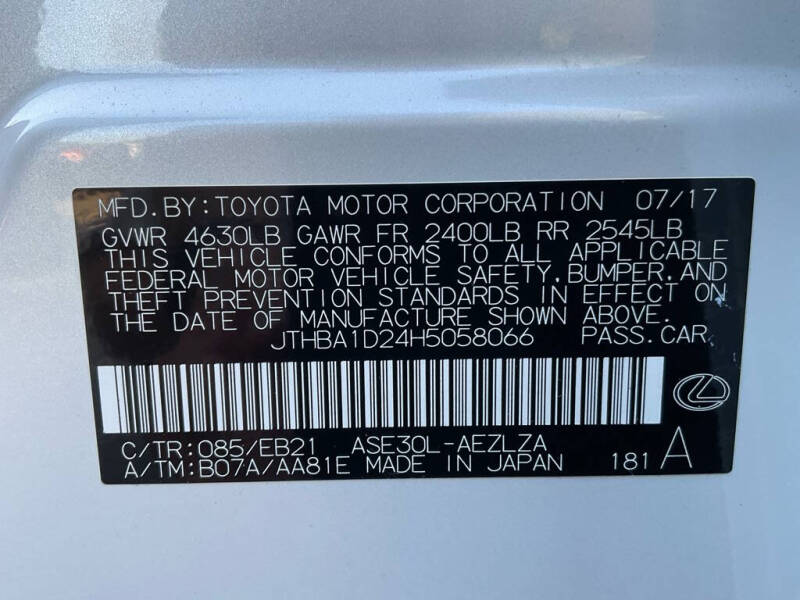 MFD.BY:TOYOTA MOTOR CORPORATION 07/17
GVWR 4630LB GAWR FR 2400LB RR 2545LB
THIS VEHICLE CONFORMS TO ALL APPLICABLE
FEDERAL MOTOR VEHICLE SAFETY,BUMPER,AND
THEFT PREVENTION STANDARDS IN EFFECT ON
THE DATE OF MANUFACTURE SHOWN ABOVE.
JTHBA1D24H5058066 PASS.CAR
C/TR:085/EB21 ASE30L-AEZLZA
A/TM:B07A/AA81E MADE IN JAPAN 181 A